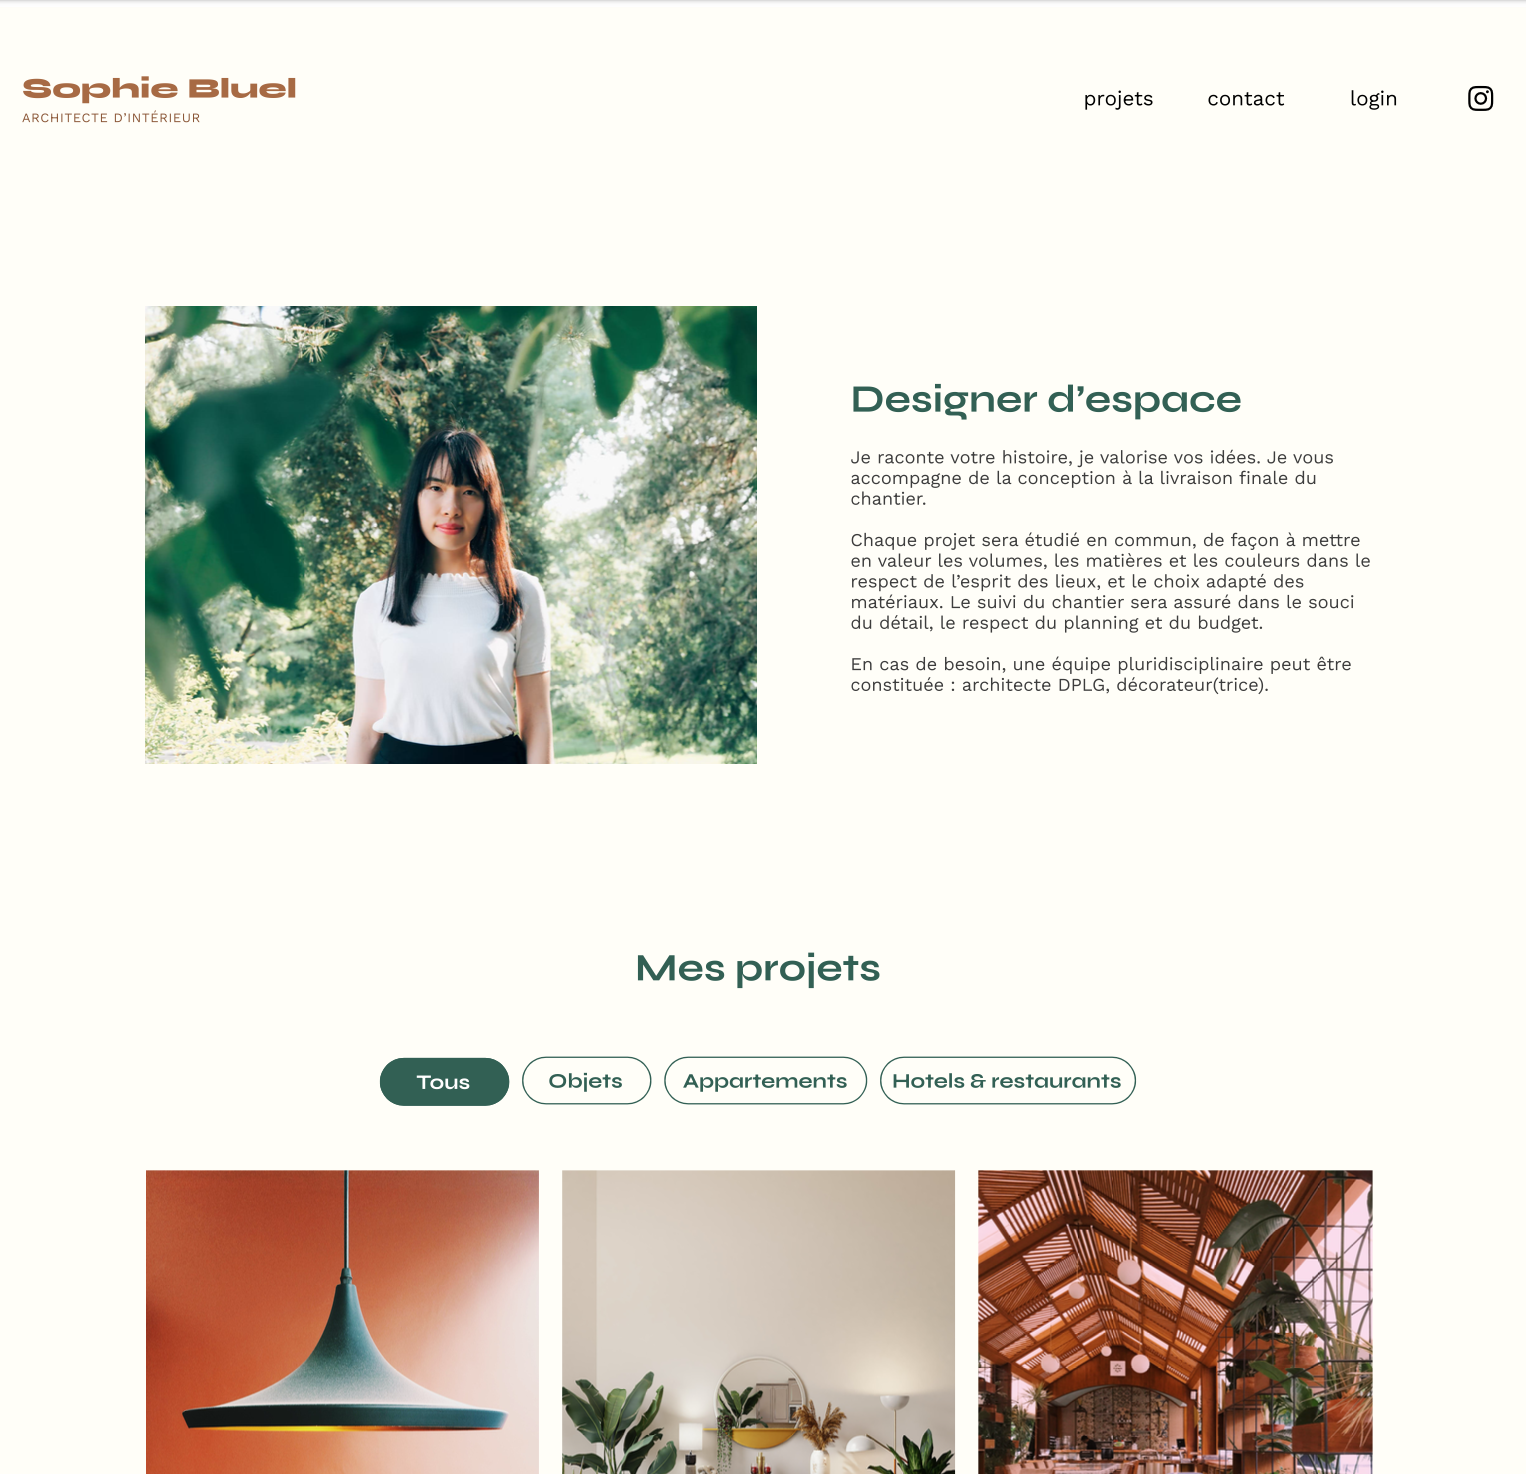 Sophie Bluel
ARCHITECTE D’INTÉRIEUR
projets
contact
login
Designer d’espace
Je raconte votre histoire, je valorise vos idées. Je vous
accompagne de la conception à la livraison finale du
chantier.
Chaque projet sera étudié en commun, de façon à mettre
en valeur les volumes, les matières et les couleurs dans le
respect de l’esprit des lieux, et le choix adapté des
matériaux. Le suivi du chantier sera assuré dans le souci
du détail, le respect du planning et du budget.
En cas de besoin, une équipe pluridisciplinaire peut être
constituée : architecte DPLG, décorateur(trice).
Mes projets
Tous
Objets
Appartements
Hotels & restaurants